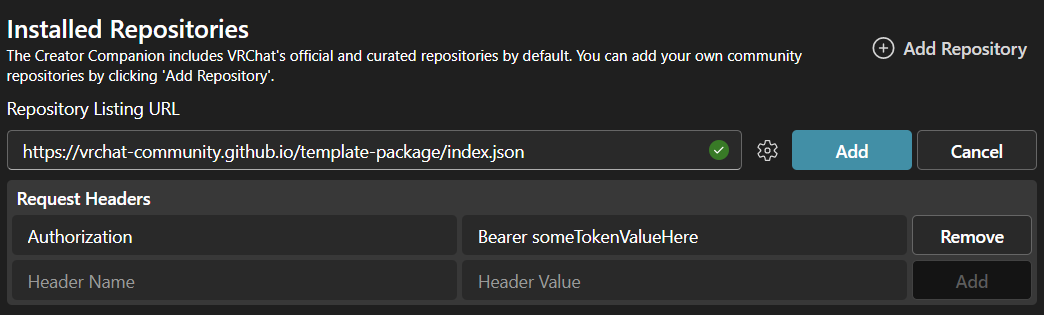 Installed Repositories
The Creator Companion includes VRChat's official and curated repositories by default. You can add your own community
repositories by clicking 'Add Repository'.
Add Repository
Repository Listing URL
https://vrchat-community.github.io/template-package/index.json
Add
Cancel
Request Headers
Authorization
Bearer someTokenValueHere
Remove
Header Name
Header Value
Add